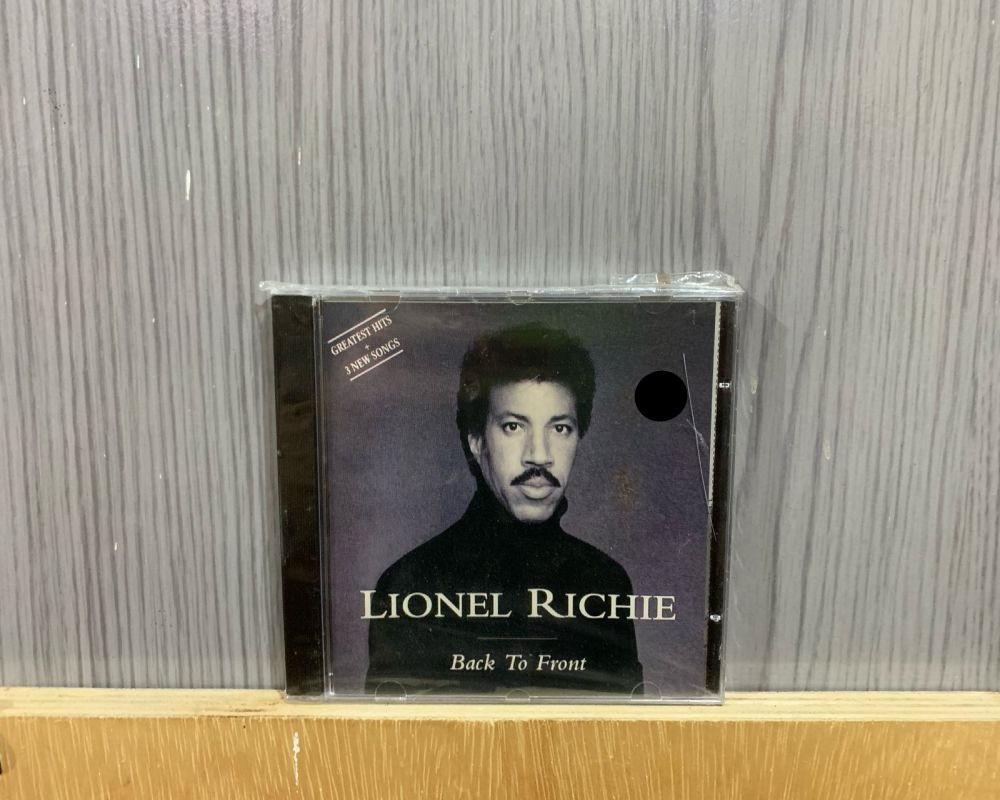 GREATEST HITS
+
3 NEW SONGS
LIONEL RICHIE
Back To Front